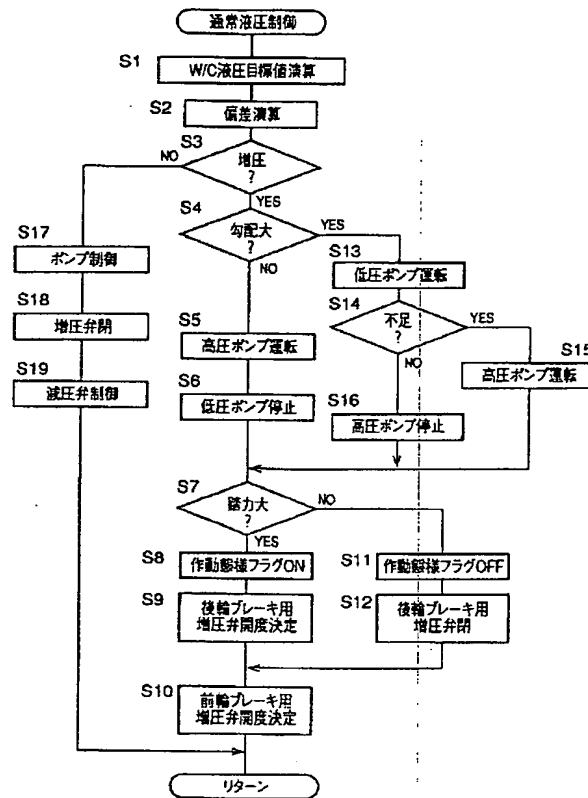 通常液圧制御
S1
W/C液圧目標値演算
S2
偏差演算
S3
NO
増圧
?
YES
S4
勾配大
?
YES
NO
S17
ポンプ制御
S13
低圧ポンプ運転
S18
増圧弁閉
S14
不足
?
YES
NO
S5
高圧ポンプ運転
S15
高圧ポンプ運転
S19
減圧弁制御
S6
低圧ポンプ停止
S16
高圧ポンプ停止
S7
踏力大
?
NO
YES
S8
作動態様フラグON
S11
作動態様フラグOFF
S9
後輪ブレーキ用
増圧弁開度決定
S12
後輪ブレーキ用
増圧弁閉
S10
前輪ブレーキ用
増圧弁開度決定
リターン